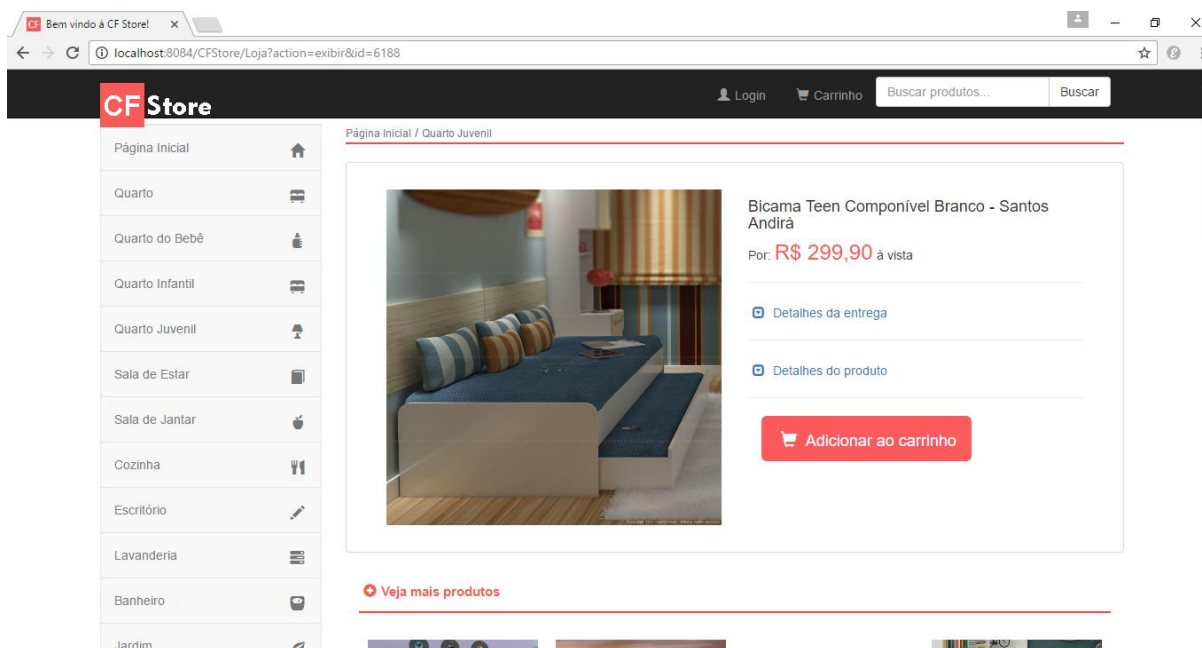 CF Bem vindo à CF Store!
localhost:8084/CFStore/Loja?action=exibir&id=6188
CF Store
Login
Carrinho
Buscar produtos...
Buscar
Página Inicial
Quarto
Quarto do Bebê
Quarto Infantil
Quarto Juvenil
Sala de Estar
Sala de Jantar
Cozinha
Escritório
Lavanderia
Banheiro
Jardim
Página Inicial / Quarto Juvenil
Bicama Teen Componível Branco - Santos
Andirá
Por: R$ 299,90 à vista
Detalhes da entrega
Detalhes do produto
Adicionar ao carrinho
Veja mais produtos